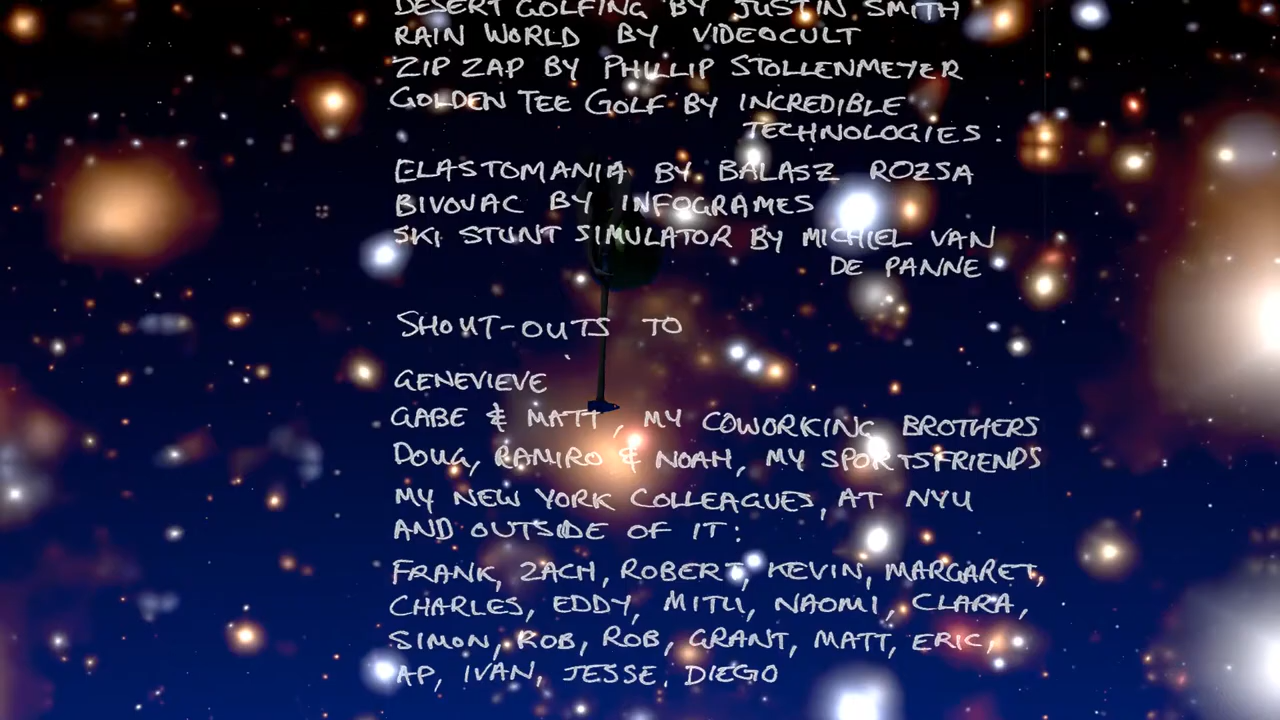 DESERT GOLFING BY JUSTIN SMITH
RAIN WORLD BY VIDEOCULT
ZIP ZAP BY PHILLIP STOLLENMEYER
GOLDEN TEE GOLF BY INCREDIBLE
TECHNOLOGIES:
ELASTOMANIA BY BALASZ ROZSA
BIVOUAC BY INFOGRAMES
SKI STUNT SIMULATOR BY MICHIEL VAN
DE PANNE
SHOUT-OUTS TO
GENEVIEVE
GABE & MATT, MY COWORKING BROTHERS
DOUG, RAMIRO & NOAH, MY SPORTSFRIENDS
MY NEW YORK COLLEAGUES, AT NYU
AND OUTSIDE OF IT:
FRANK, ZACH, ROBERT, KEVIN, MARGARET,
CHARLES, EDDY, MITU, NAOMI, CLARA,
SIMON, ROB, ROB, GRANT, MATT, ERIC,
AP, IVAN, JESSE, DIEGO